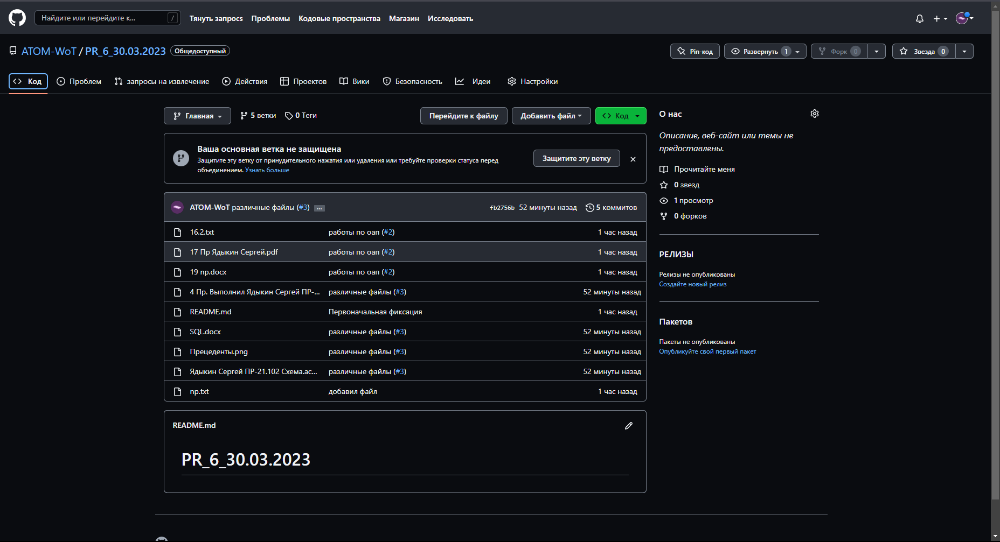 Найдите или перейдите к... /
Тянуть запросs Проблемы Кодовые пространства Магазин Исследовать
ATOM-WoT / PR_6_30.03.2023 Общедоступный
Pin-код Развернуть 1 Форк 0 Звезда 0
Код Проблем запросы на извлечение Действия Проектов Вики Безопасность Идеи Настройки
Главная 5 ветки 0 Теги Перейдите к файлу Добавить файл Код
Ваша основная ветка не защищена
Защитите эту ветку от принудительного нажатия или удаления или требуйте проверки статуса перед
объединением. Узнать больше
Защитите эту ветку
ATOM-WoT различные файлы (#3) ... fb2756b 52 минуты назад 5 коммитов
16.2.txt работы по оап (#2) 1 час назад
17 Пр Ядыкин Сергей.pdf работы по оап (#2) 1 час назад
19 пр.docx работы по оап (#2) 1 час назад
4 Пр. Выполнил Ядыкин Сергей ПР-... различные файлы (#3) 52 минуты назад
README.md Первоначальная фиксация 1 час назад
SQL.docx различные файлы (#3) 52 минуты назад
Прецеденты.png различные файлы (#3) 52 минуты назад
Ядыкин Сергей ПР-21.102 Схема.ас... различные файлы (#3) 52 минуты назад
пр.txt добавил файл 1 час назад
README.md
PR_6_30.03.2023
О нас
Описание, веб-сайт или темы не
предоставлены.
Прочитайте меня
0 звезд
1 просмотр
0 форков
РЕЛИЗЫ
Релизы не опубликованы
Создайте новый релиз
Пакетов
Пакеты не опубликованы
Опубликуйте свой первый пакет